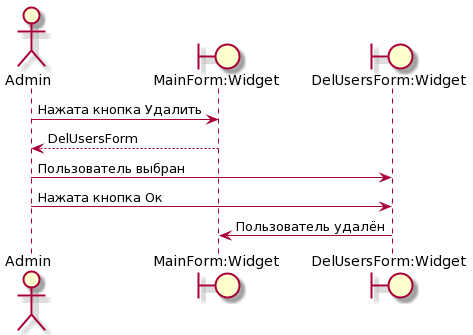 Admin
MainForm:Widget
DelUsersForm:Widget
Нажата кнопка Удалить
DelUsersForm
Пользователь выбран
Нажата кнопка Ок
Пользователь удалён
Admin
MainForm:Widget
DelUsersForm:Widget